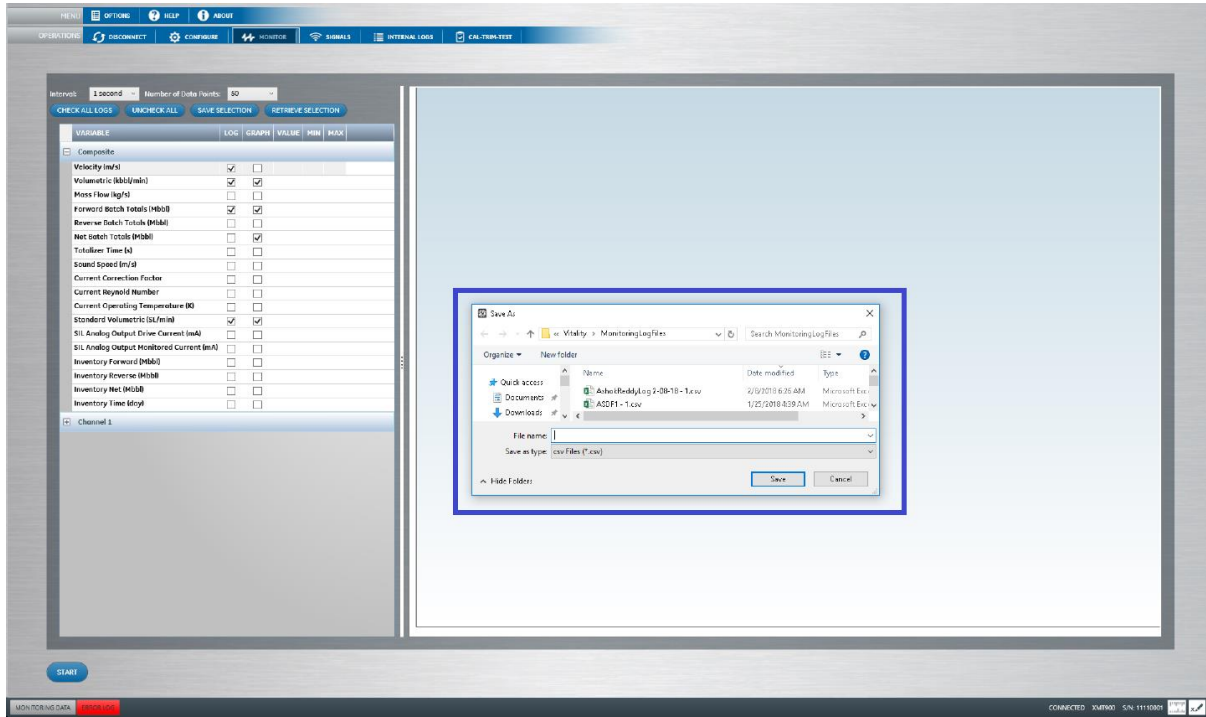 MENU OPTIONS HELP ABOUT
OPERATIONS DISCONNECT CONFIGURE MONITOR SIGNALS INTERNAL LOGS CAL-TRIM-TEST
Interval: 1 second Number of Data Points: 60
CHECK ALL LOGS UNCHECK ALL SAVE SELECTION RETRIEVE SELECTION
VARIABLE LOG GRAPH VALUE MIN MAX
Composite
Velocity (m/s)
Volumetric (kbbl/min)
Mass Flow (kg/s)
Forward Batch Totals (Mbbl)
Reverse Batch Totals (Mbbl)
Net Batch Totals (Mbbl)
Totalizer Time (s)
Sound Speed (m/s)
Current Correction Factor
Current Reynold Number
Current Operating Temperature (K)
Standard Volumetric (SL/min)
SIL Analog Output Drive Current (mA)
SIL Analog Output Monitored Current (mA)
Inventory Forward (Mbbl)
Inventory Reverse (Mbbl)
Inventory Net (Mbbl)
Inventory Time (day)
Channel 1
Save As
« Vitality › MonitoringLogFiles Search MonitoringLogFiles
Organize New folder
Name Date modified Type
Quick access
Documents
Downloads
AshokReddyLog 2-08-18 - 1.csv 2/8/2018 6:26 AM Microsoft Exc
ASDF1 - 1.csv 1/25/2018 4:39 AM Microsoft Exc
File name:
Save as type: csv Files (*.csv)
Hide Folders Save Cancel
START
MONITORING DATA ERROR LOG CONNECTED XMT900 S/N: 11110801